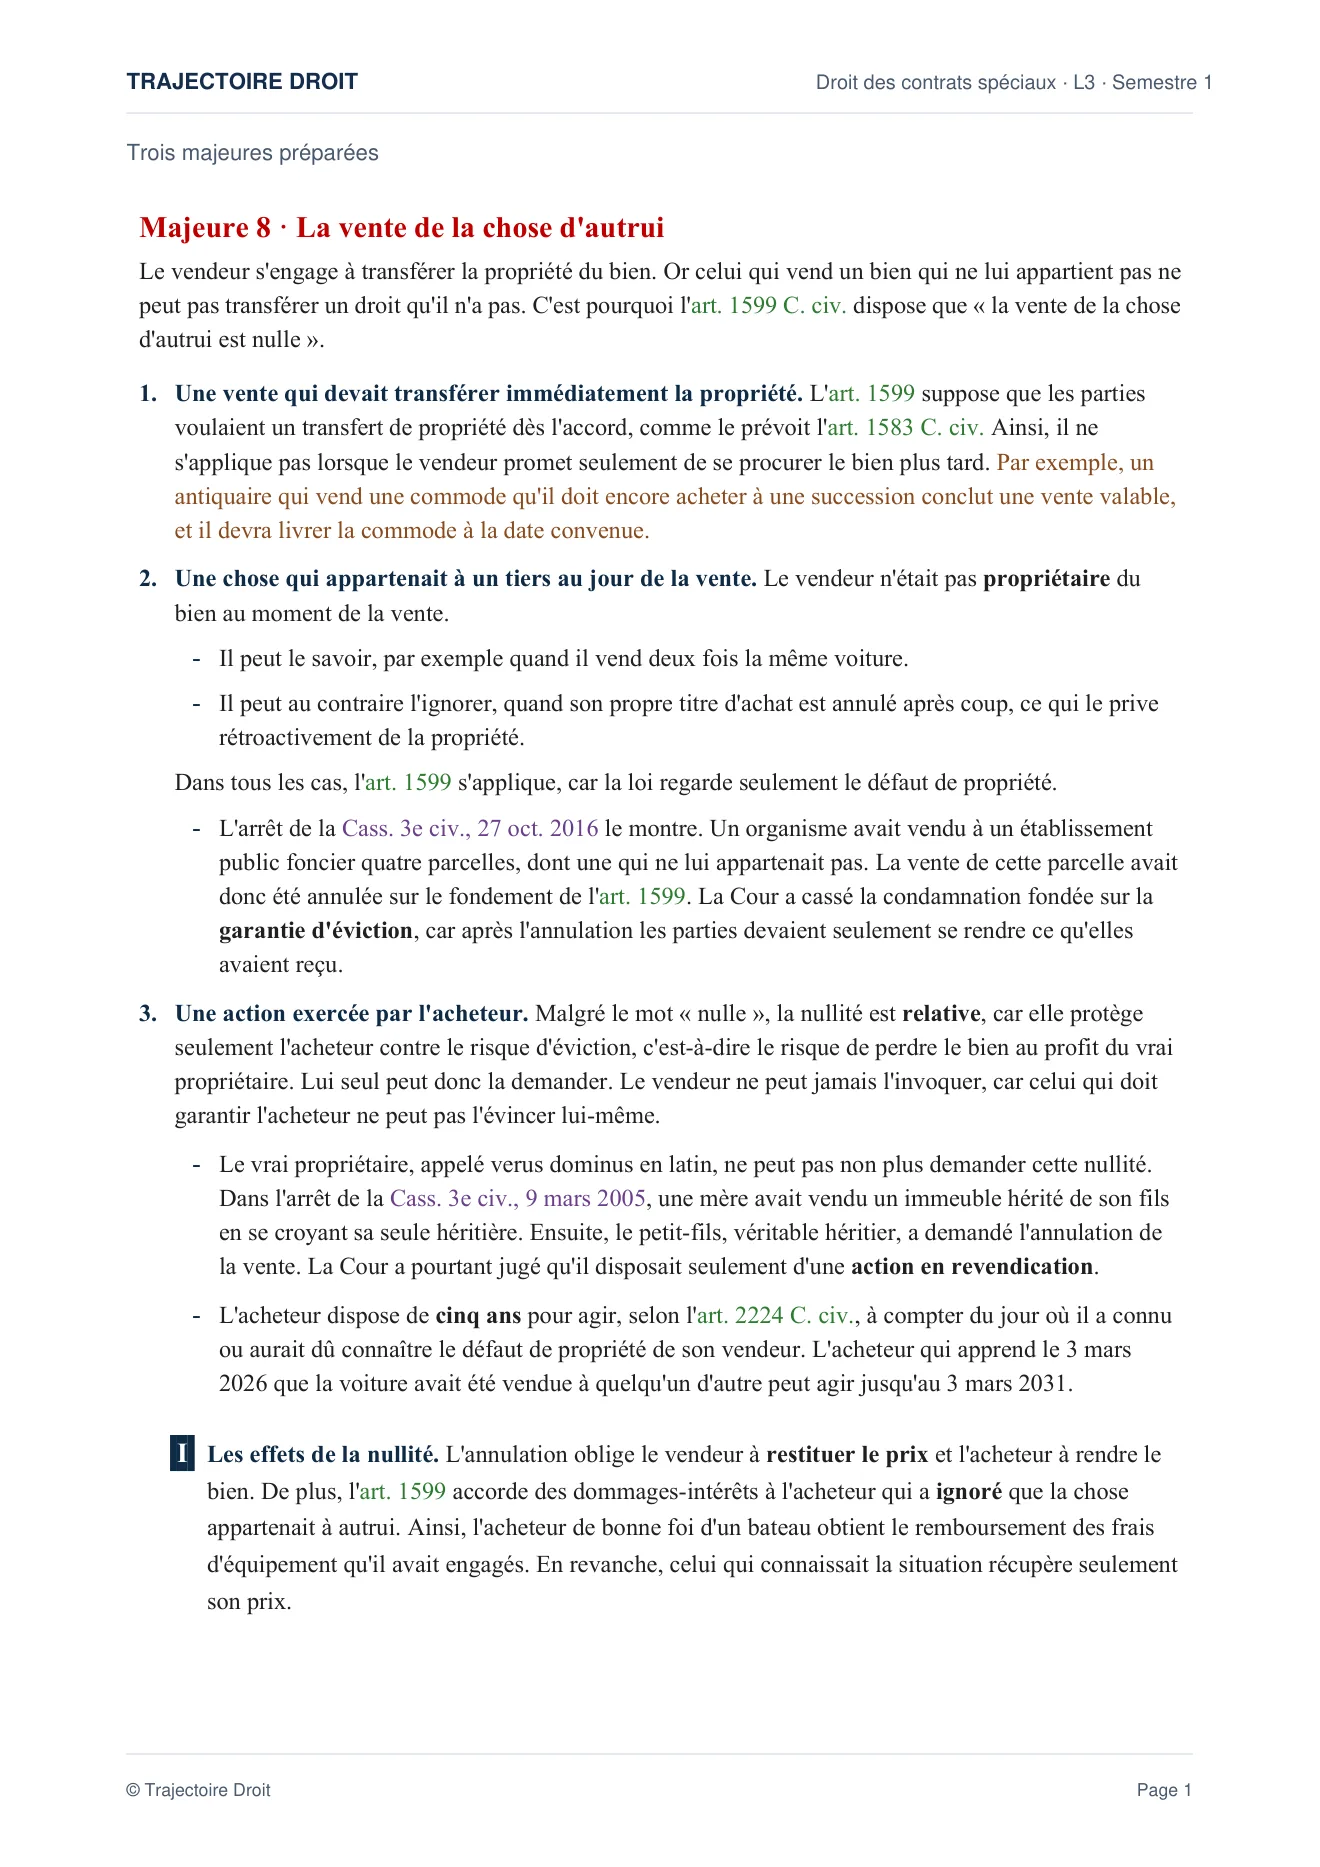 TRAJECTOIRE DROIT
Droit des contrats spéciaux · L3 · Semestre 1
Trois majeures préparées
Majeure 8 · La vente de la chose d'autrui
Le vendeur s'engage à transférer la propriété du bien. Or celui qui vend un bien qui ne lui appartient pas ne
peut pas transférer un droit qu'il n'a pas. C'est pourquoi l'art. 1599 C. civ. dispose que « la vente de la chose
d'autrui est nulle ».
1. Une vente qui devait transférer immédiatement la propriété. L'art. 1599 suppose que les parties
voulaient un transfert de propriété dès l'accord, comme le prévoit l'art. 1583 C. civ. Ainsi, il ne
s'applique pas lorsque le vendeur promet seulement de se procurer le bien plus tard. Par exemple, un
antiquaire qui vend une commode qu'il doit encore acheter à une succession conclut une vente valable,
et il devra livrer la commode à la date convenue.
2. Une chose qui appartenait à un tiers au jour de la vente. Le vendeur n'était pas propriétaire du
bien au moment de la vente.
- Il peut le savoir, par exemple quand il vend deux fois la même voiture.
- Il peut au contraire l'ignorer, quand son propre titre d'achat est annulé après coup, ce qui le prive
rétroactivement de la propriété.
Dans tous les cas, l'art. 1599 s'applique, car la loi regarde seulement le défaut de propriété.
- L'arrêt de la Cass. 3e civ., 27 oct. 2016 le montre. Un organisme avait vendu à un établissement
public foncier quatre parcelles, dont une qui ne lui appartenait pas. La vente de cette parcelle avait
donc été annulée sur le fondement de l'art. 1599. La Cour a cassé la condamnation fondée sur la
garantie d'éviction, car après l'annulation les parties devaient seulement se rendre ce qu'elles
avaient reçu.
3. Une action exercée par l'acheteur. Malgré le mot « nulle », la nullité est relative, car elle protège
seulement l'acheteur contre le risque d'éviction, c'est-à-dire le risque de perdre le bien au profit du vrai
propriétaire. Lui seul peut donc la demander. Le vendeur ne peut jamais l'invoquer, car celui qui doit
garantir l'acheteur ne peut pas l'évincer lui-même.
- Le vrai propriétaire, appelé verus dominus en latin, ne peut pas non plus demander cette nullité.
Dans l'arrêt de la Cass. 3e civ., 9 mars 2005, une mère avait vendu un immeuble hérité de son fils
en se croyant sa seule héritière. Ensuite, le petit-fils, véritable héritier, a demandé l'annulation de
la vente. La Cour a pourtant jugé qu'il disposait seulement d'une action en revendication.
- L'acheteur dispose de cinq ans pour agir, selon l'art. 2224 C. civ., à compter du jour où il a connu
ou aurait dû connaître le défaut de propriété de son vendeur. L'acheteur qui apprend le 3 mars
2026 que la voiture avait été vendue à quelqu'un d'autre peut agir jusqu'au 3 mars 2031.
I Les effets de la nullité. L'annulation oblige le vendeur à restituer le prix et l'acheteur à rendre le
bien. De plus, l'art. 1599 accorde des dommages-intérêts à l'acheteur qui a ignoré que la chose
appartenait à autrui. Ainsi, l'acheteur de bonne foi d'un bateau obtient le remboursement des frais
d'équipement qu'il avait engagés. En revanche, celui qui connaissait la situation récupère seulement
son prix.
© Trajectoire Droit
Page 1